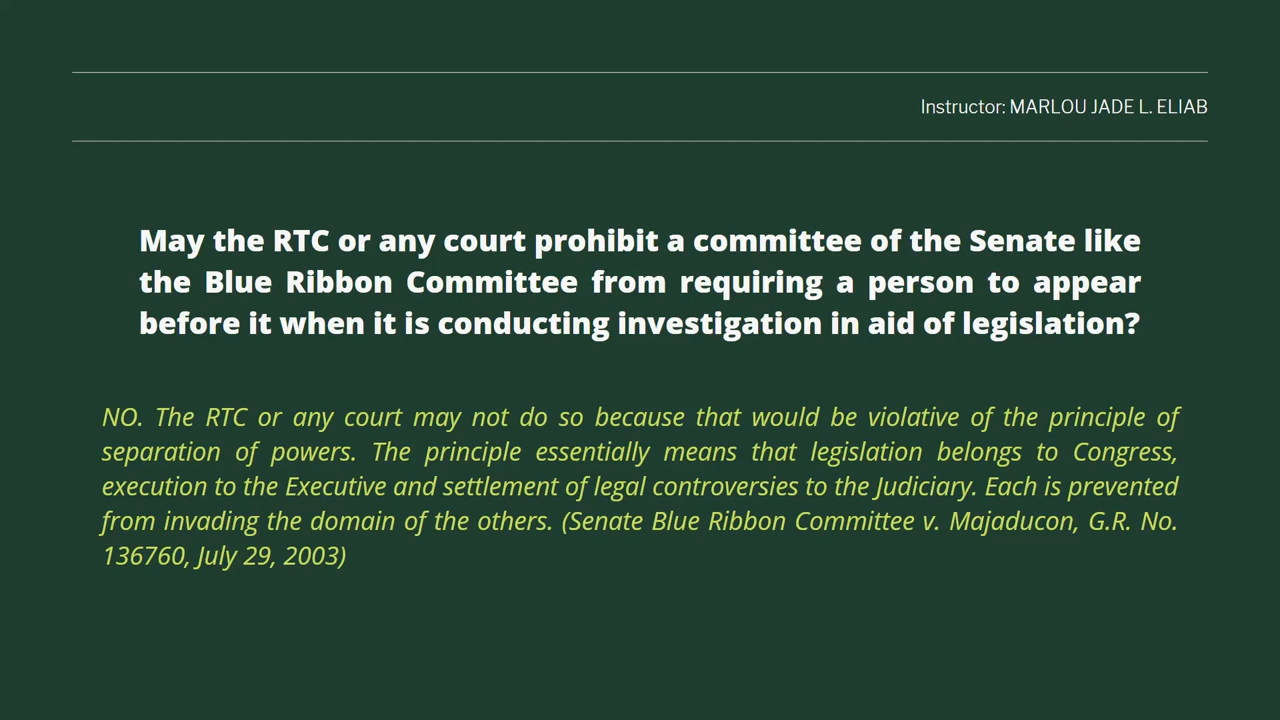 Instructor: MARLOU JADE L. ELIAB
May the RTC or any court prohibit a committee of the Senate like
the Blue Ribbon Committee from requiring a person to appear
before it when it is conducting investigation in aid of legislation?
NO. The RTC or any court may not do so because that would be violative of the principle of
separation of powers. The principle essentially means that legislation belongs to Congress,
execution to the Executive and settlement of legal controversies to the Judiciary. Each is prevented
from invading the domain of the others. (Senate Blue Ribbon Committee v. Majaducon, G.R. No.
136760, July 29, 2003)